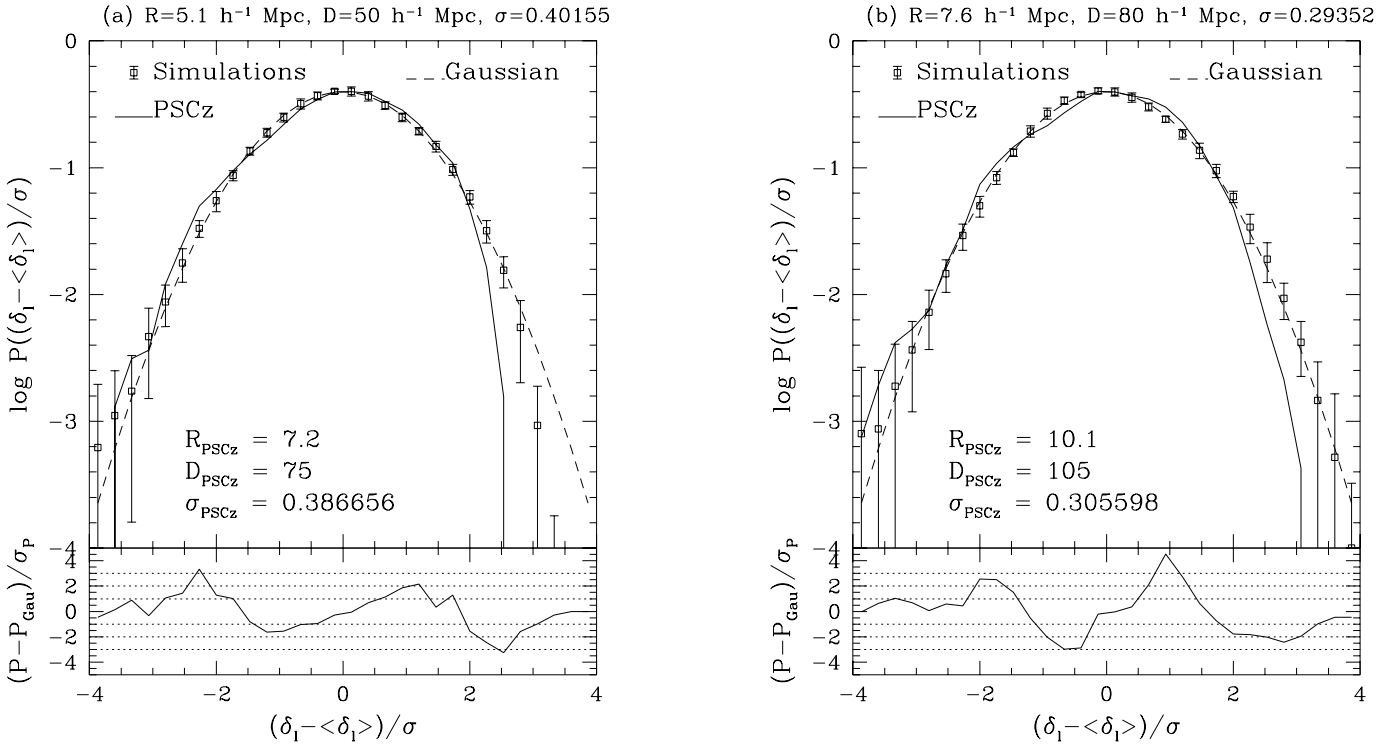 (a) R=5.1 h⁻¹ Mpc, D=50 h⁻¹ Mpc, σ=0.40155
0
-1
-2
-3
-4
log P((δ_l-<δ_l>)/σ)
Simulations
Gaussian
PSCz
R_PSCz = 7.2
D_PSCz = 75
σ_PSCz = 0.386656
(P-P_Gau)/σ_P
4
2
0
-2
-4
-4
-2
0
2
4
(δ_l-<δ_l>)/σ
(b) R=7.6 h⁻¹ Mpc, D=80 h⁻¹ Mpc, σ=0.29352
0
-1
-2
-3
-4
log P((δ_l-<δ_l>)/σ)
Simulations
Gaussian
PSCz
R_PSCz = 10.1
D_PSCz = 105
σ_PSCz = 0.305598
(P-P_Gau)/σ_P
4
2
0
-2
-4
-4
-2
0
2
4
(δ_l-<δ_l>)/σ